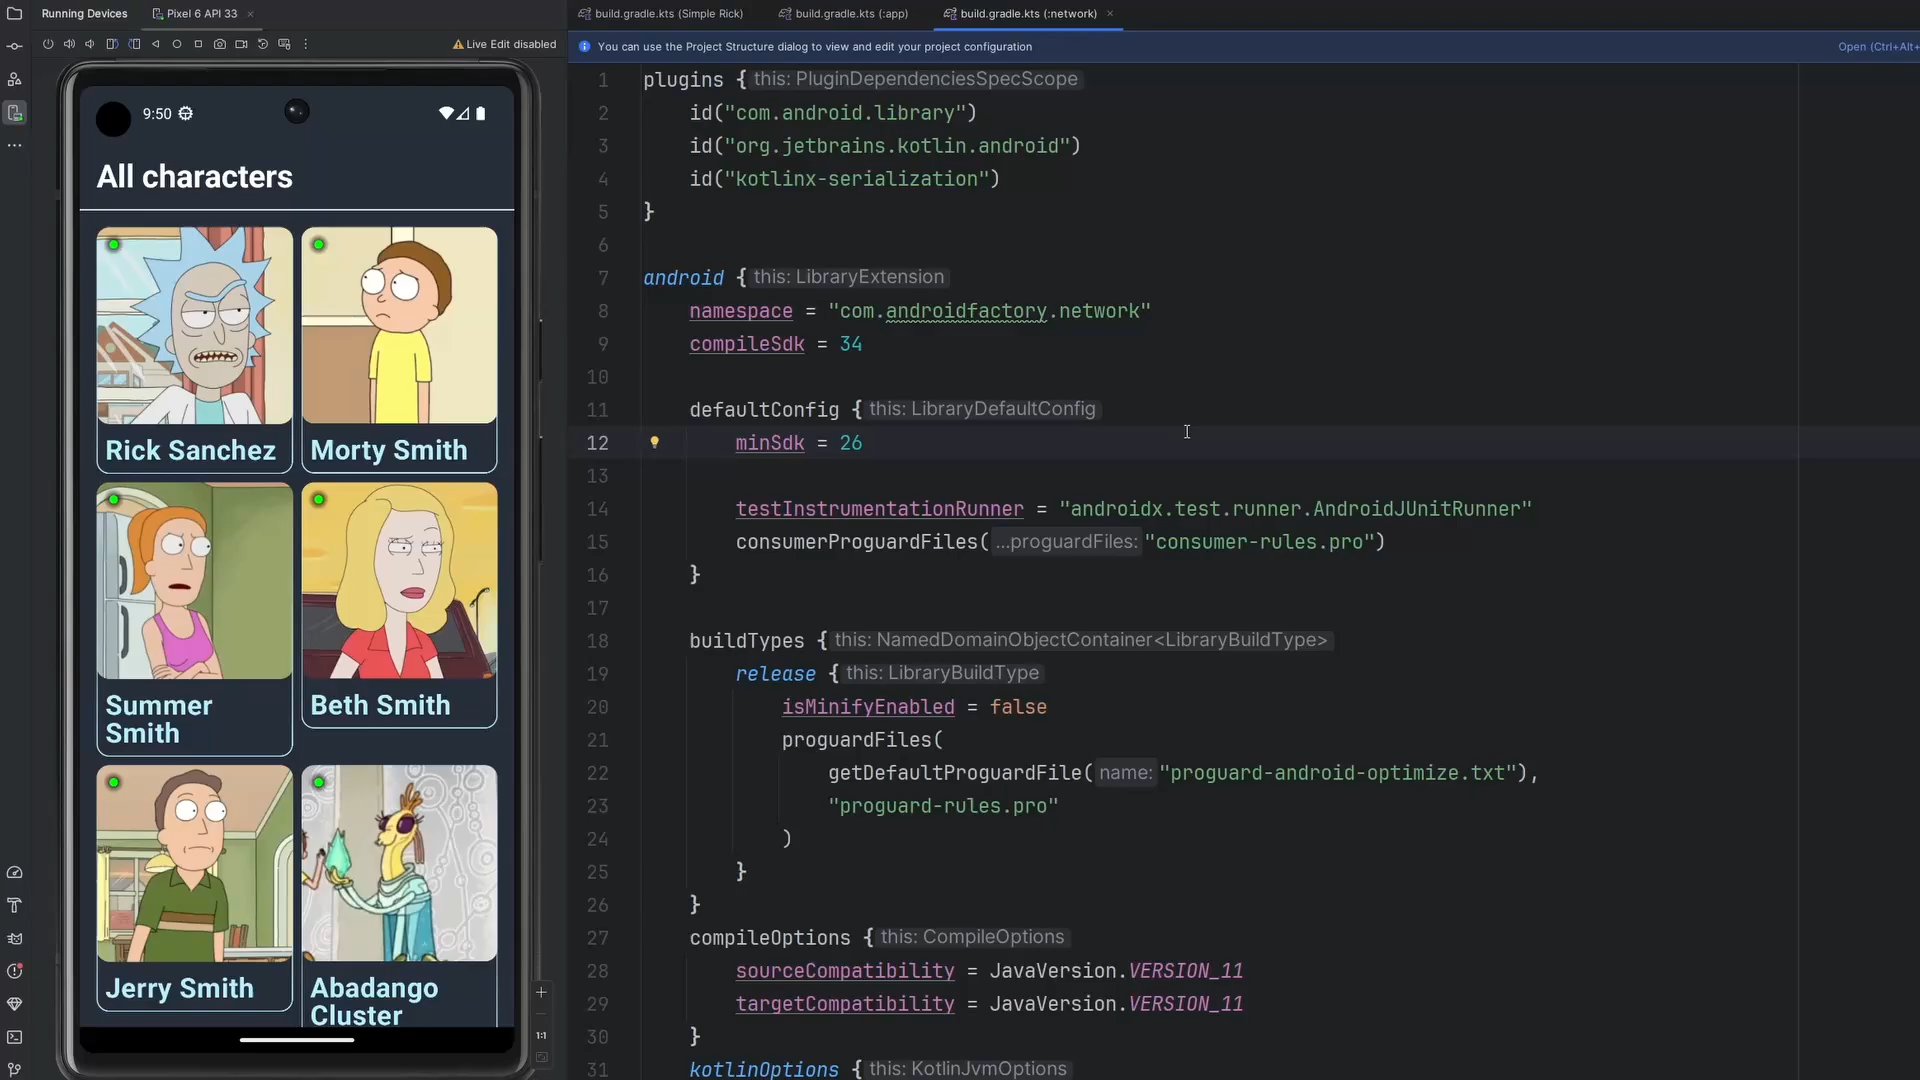 Running Devices
Pixel 6 API 33
build.gradle.kts (Simple Rick)
build.gradle.kts (:app)
build.gradle.kts (:network)
Live Edit disabled
You can use the Project Structure dialog to view and edit your project configuration
Open (Ctrl+Alt+
9:50
All characters
Rick Sanchez
Morty Smith
Summer
Smith
Beth Smith
Jerry Smith
Abadango
Cluster
1:1
1 plugins { this: PluginDependenciesSpecScope
2 id("com.android.library")
3 id("org.jetbrains.kotlin.android")
4 id("kotlinx-serialization")
5 }
6
7 android { this: LibraryExtension
8 namespace = "com.androidfactory.network"
9 compileSdk = 34
10
11 defaultConfig { this: LibraryDefaultConfig
12 minSdk = 26
13
14 testInstrumentationRunner = "androidx.test.runner.AndroidJUnitRunner"
15 consumerProguardFiles( ...proguardFiles: "consumer-rules.pro")
16 }
17
18 buildTypes { this: NamedDomainObjectContainer<LibraryBuildType>
19 release { this: LibraryBuildType
20 isMinifyEnabled = false
21 proguardFiles(
22 getDefaultProguardFile( name: "proguard-android-optimize.txt"),
23 "proguard-rules.pro"
24 )
25 }
26 }
27 compileOptions { this: CompileOptions
28 sourceCompatibility = JavaVersion.VERSION_11
29 targetCompatibility = JavaVersion.VERSION_11
30 }
31 kotlinOptions { this: KotlinJvmOptions